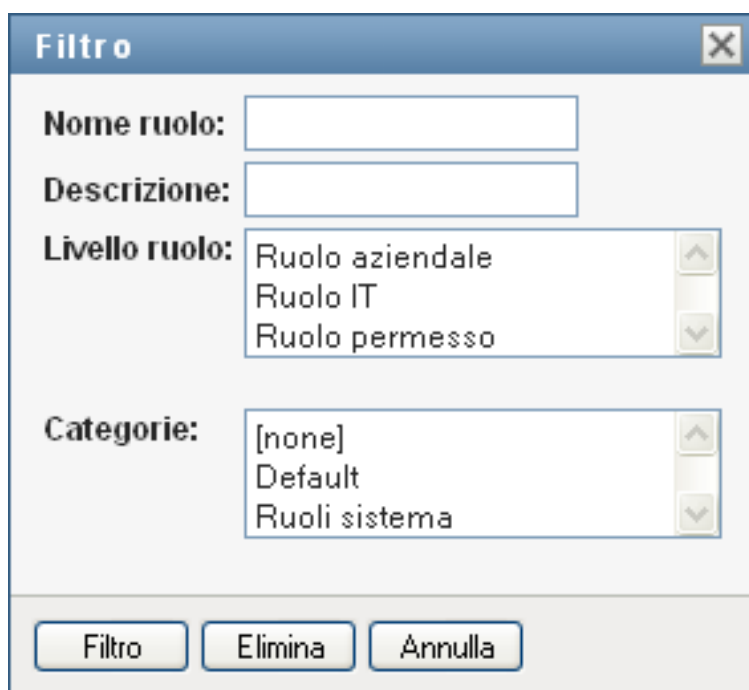 Filtro
Nome ruolo:
Descrizione:
Livello ruolo:
Ruolo aziendale
Ruolo IT
Ruolo permesso
Categorie:
[none]
Default
Ruoli sistema
Filtro Elimina Annulla